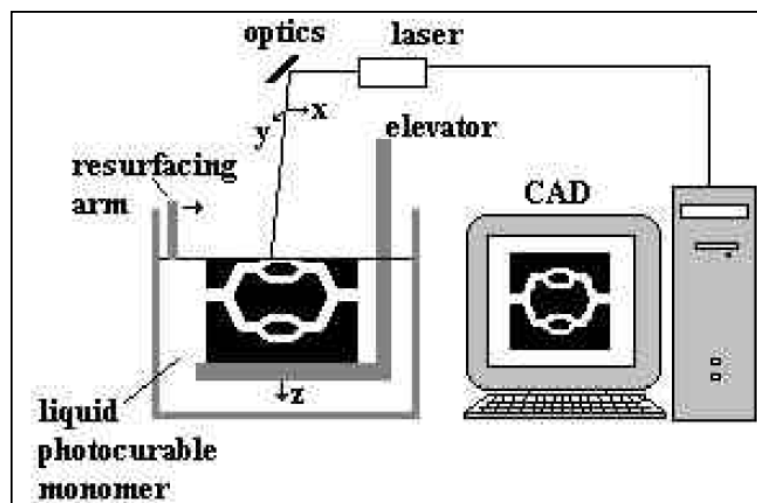 optics
laser
x
y
elevator
resurfacing
arm
CAD
z
liquid
photocurable
monomer